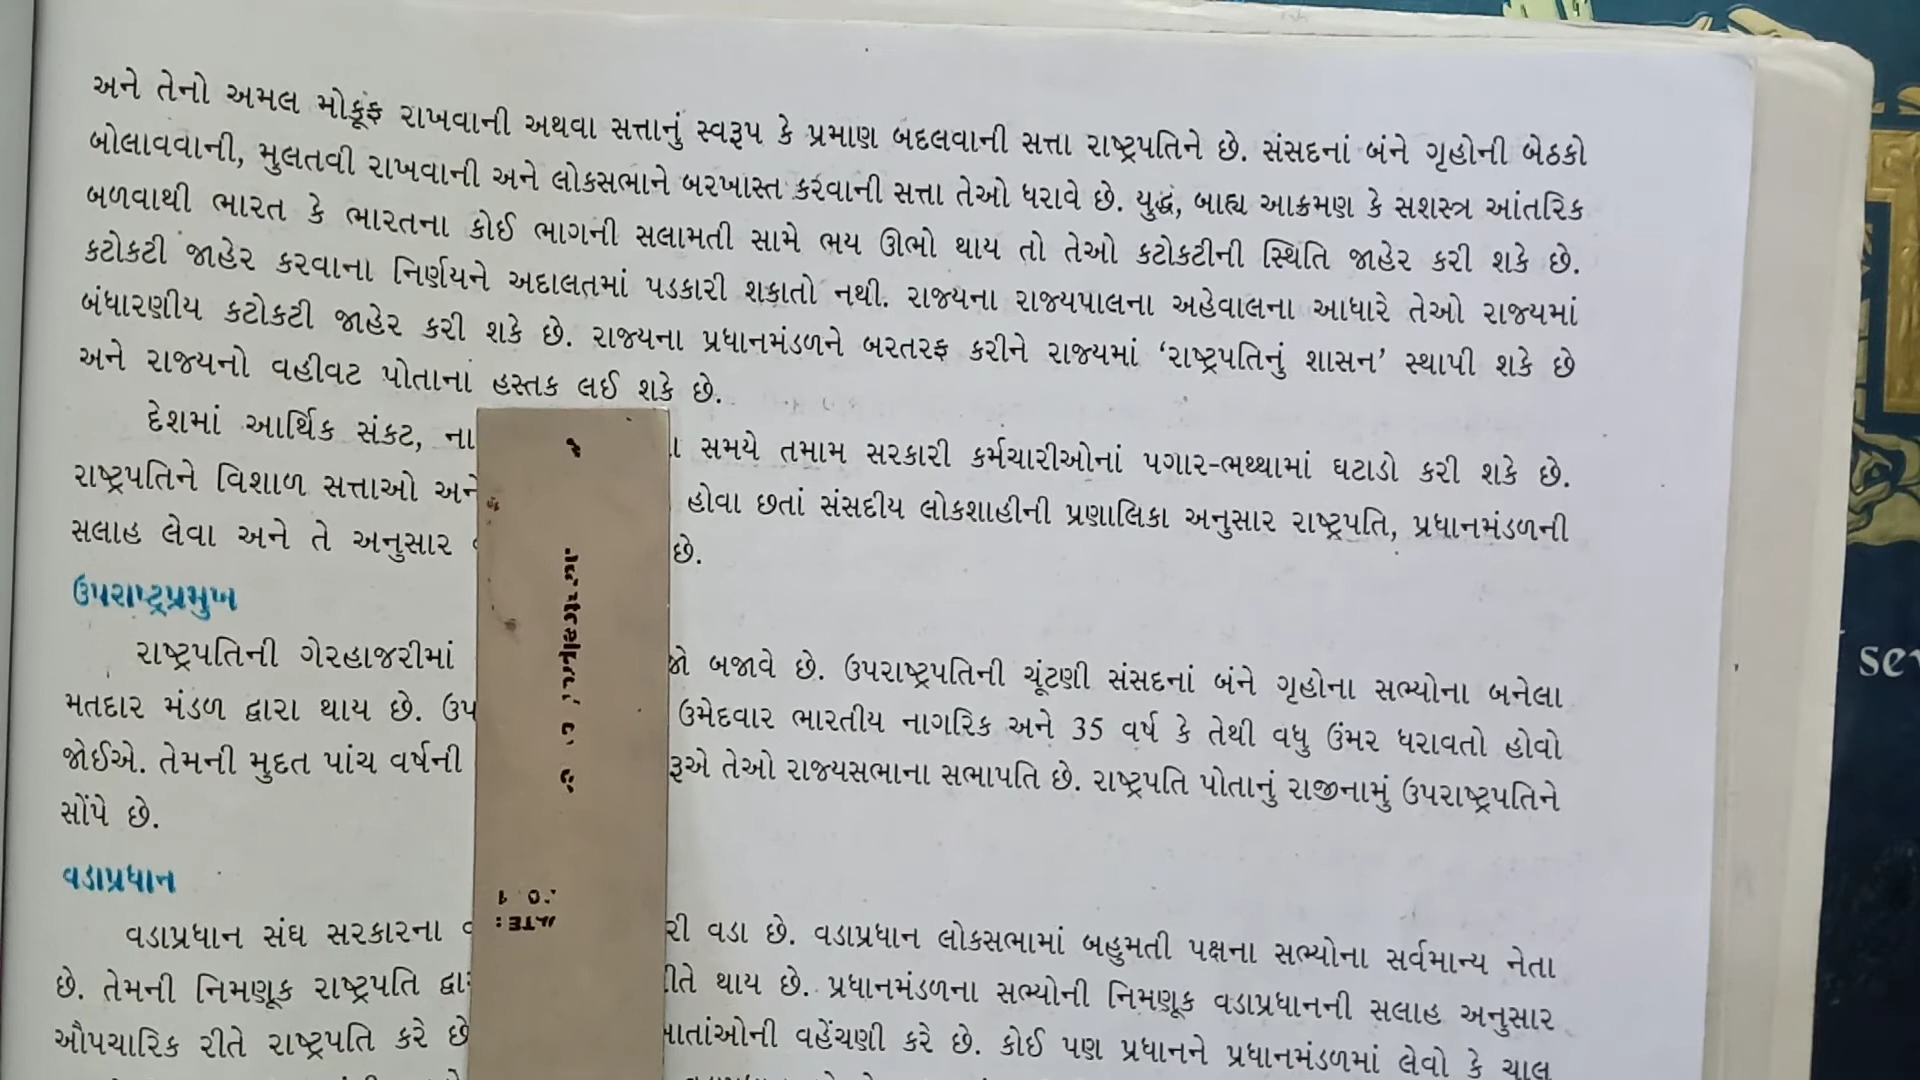 અને તેનો અમલ મોકૂફ રાખવાની અથવા સત્તાનું સ્વરૂપ કે પ્રમાણ બદલવાની સત્તા રાષ્ટ્રપતિને છે. સંસદનાં બંને ગૃહોની બેઠકો
બોલાવવાની, મુલતવી રાખવાની અને લોકસભાને બરખાસ્ત કરવાની સત્તા તેઓ ધરાવે છે. યુદ્ધ, બાહ્ય આક્રમણ કે સશસ્ત્ર આંતરિક
બળવાથી ભારત કે ભારતના કોઈ ભાગની સલામતી સામે ભય ઊભો થાય તો તેઓ કટોકટીની સ્થિતિ જાહેર કરી શકે છે.
કટોકટી જાહેર કરવાના નિર્ણયને અદાલતમાં પડકારી શકાતો નથી. રાજ્યના રાજ્યપાલના અહેવાલના આધારે તેઓ રાજ્યમાં
બંધારણીય કટોકટી જાહેર કરી શકે છે. રાજ્યના પ્રધાનમંડળને બરતરફ કરીને રાજ્યમાં ‘રાષ્ટ્રપતિનું શાસન’ સ્થાપી શકે છે
અને રાજ્યનો વહીવટ પોતાનાં હસ્તક લઈ શકે છે.
દેશમાં આર્થિક સંકટ, ના સમયે તમામ સરકારી કર્મચારીઓનાં પગાર-ભથ્થામાં ઘટાડો કરી શકે છે.
રાષ્ટ્રપતિને વિશાળ સત્તાઓ અને હોવા છતાં સંસદીય લોકશાહીની પ્રણાલિકા અનુસાર રાષ્ટ્રપતિ, પ્રધાનમંડળની
સલાહ લેવા અને તે અનુસાર છે.
ઉપરાષ્ટ્રપ્રમુખ
રાષ્ટ્રપતિની ગેરહાજરીમાં બજાવે છે. ઉપરાષ્ટ્રપતિની ચૂંટણી સંસદનાં બંને ગૃહોના સભ્યોના બનેલા
મતદાર મંડળ દ્વારા થાય છે. ઉપ ઉમેદવાર ભારતીય નાગરિક અને 35 વર્ષ કે તેથી વધુ ઉંમર ધરાવતો હોવો
જોઈએ. તેમની મુદત પાંચ વર્ષની રૂએ તેઓ રાજ્યસભાના સભાપતિ છે. રાષ્ટ્રપતિ પોતાનું રાજીનામું ઉપરાષ્ટ્રપતિને
સોંપે છે.
વડાપ્રધાન
વડાપ્રધાન સંઘ સરકારના રી વડા છે. વડાપ્રધાન લોકસભામાં બહુમતી પક્ષના સભ્યોના સર્વમાન્ય નેતા
છે. તેમની નિમણૂક રાષ્ટ્રપતિ થાય છે. પ્રધાનમંડળના સભ્યોની નિમણૂક વડાપ્રધાનની સલાહ અનુસાર
ઔપચારિક રીતે રાષ્ટ્રપતિ કરે છે વહેંચણી કરે છે. કોઈ પણ પ્રધાનને પ્રધાનમંડળમાં લેવો કે ચાલુ